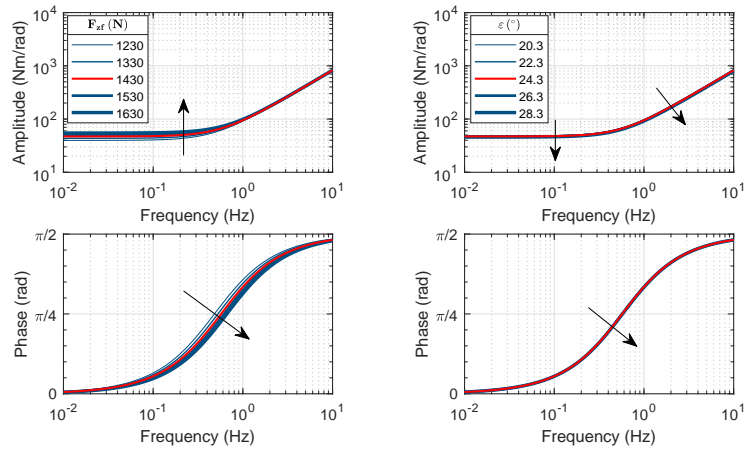 F_zf (N)
1230
1330
1430
1530
1630
10^4
10^3
10^2
10^1
Amplitude (Nm/rad)
10^-2
10^-1
10^0
10^1
Frequency (Hz)
ε (°)
20.3
22.3
24.3
26.3
28.3
10^4
10^3
10^2
10^1
Amplitude (Nm/rad)
10^-2
10^-1
10^0
10^1
Frequency (Hz)
π/2
π/4
0
Phase (rad)
10^-2
10^-1
10^0
10^1
Frequency (Hz)
π/2
π/4
0
Phase (rad)
10^-2
10^-1
10^0
10^1
Frequency (Hz)